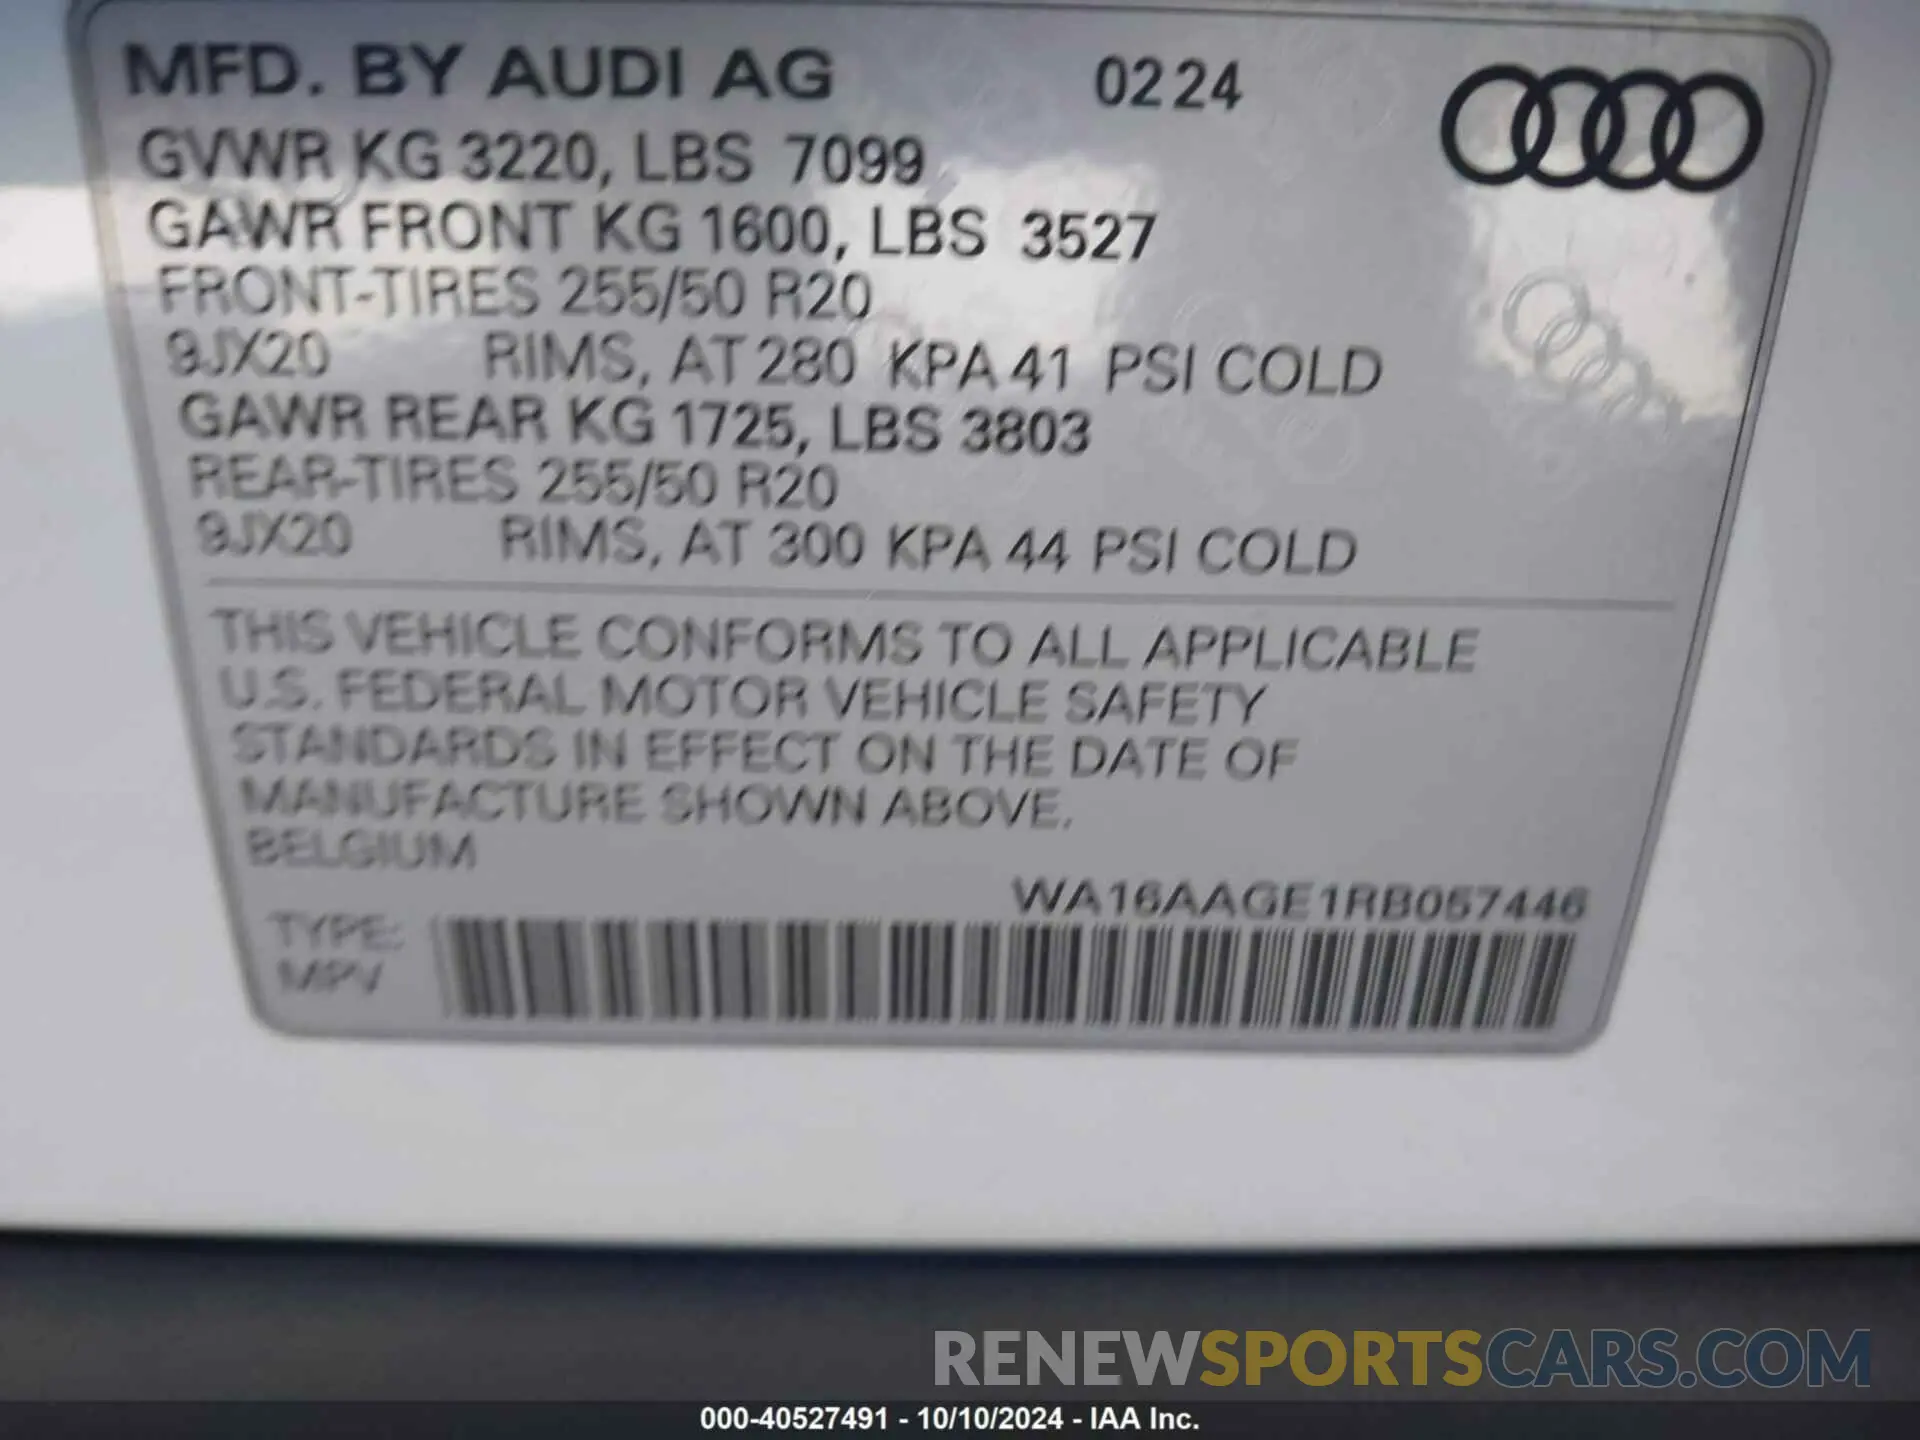 MFD. BY AUDI AG 0224
GVWR KG 3220, LBS 7099
GAWR FRONT KG 1600, LBS 3527
FRONT-TIRES 255/50 R20
9JX20 RIMS, AT 280 KPA 41 PSI COLD
GAWR REAR KG 1725, LBS 3803
REAR-TIRES 255/50 R20
9JX20 RIMS, AT 300 KPA 44 PSI COLD
THIS VEHICLE CONFORMS TO ALL APPLICABLE
U.S. FEDERAL MOTOR VEHICLE SAFETY
STANDARDS IN EFFECT ON THE DATE OF
MANUFACTURE SHOWN ABOVE.
BELGIUM
WA16AAGE1RB057446
TYPE:
MPV
RENEWSPORTSCARS.COM
000-40527491 - 10/10/2024 - IAA Inc.